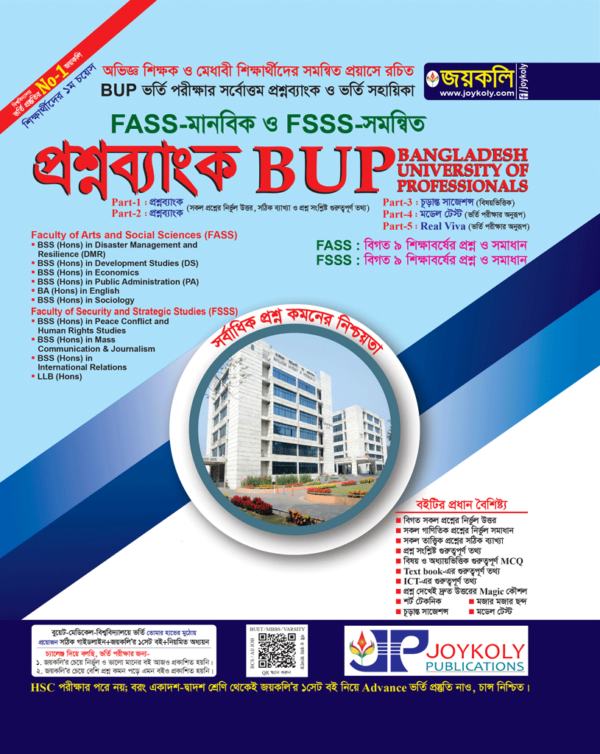 বিশ্ববিদ্যালয়
ভর্তি প্রস্তুতির No-1 জয়কলি
শিক্ষার্থীদের ১ম চয়েস
অভিজ্ঞ শিক্ষক ও মেধাবী শিক্ষার্থীদের সমন্বিত প্রয়াসে রচিত
BUP ভর্তি পরীক্ষার সর্বোত্তম প্রশ্নব্যাংক ও ভর্তি সহায়িকা
জয়কলি
www.joykoly.com
f/joykoly
FASS-মানবিক ও FSSS-সমন্বিত
প্রশ্নব্যাংক BUP
BANGLADESH
UNIVERSITY OF
PROFESSIONALS
Part-1 : প্রশ্নব্যাংক
Part-2 : প্রশ্নব্যাংক
(সকল প্রশ্নের নির্ভুল উত্তর, সঠিক ব্যাখ্যা ও প্রশ্ন সংশ্লিষ্ট গুরুত্বপূর্ণ তথ্য)
Part-3 : চূড়ান্ত সাজেশন্স (বিষয়ভিত্তিক)
Part-4 : মডেল টেস্ট (ভর্তি পরীক্ষার অনুরূপ)
Part-5 : Real Viva (ভর্তি পরীক্ষার অনুরূপ)
FASS : বিগত ৯ শিক্ষাবর্ষের প্রশ্ন ও সমাধান
FSSS : বিগত ৯ শিক্ষাবর্ষের প্রশ্ন ও সমাধান
Faculty of Arts and Social Sciences (FASS)
BSS (Hons) in Disaster Management and
Resilience (DMR)
BSS (Hons) in Development Studies (DS)
BSS (Hons) in Economics
BSS (Hons) in Public Administration (PA)
BA (Hons) in English
BSS (Hons) in Sociology
Faculty of Security and Strategic Studies (FSSS)
BSS (Hons) in Peace Conflict and
Human Rights Studies
BSS (Hons) in Mass
Communication & Journalism
BSS (Hons) in
International Relations
LLB (Hons)
সর্বাধিক প্রশ্ন কমনের নিশ্চয়তা
বইটির প্রধান বৈশিষ্ট্য
বিগত সকল প্রশ্নের নির্ভুল উত্তর
সকল গাণিতিক প্রশ্নের নির্ভুল সমাধান
সকল তাত্ত্বিক প্রশ্নের সঠিক ব্যাখ্যা
প্রশ্ন সংশ্লিষ্ট গুরুত্বপূর্ণ তথ্য
বিষয় ও অধ্যায়ভিত্তিক গুরুত্বপূর্ণ MCQ
Text book-এর গুরুত্বপূর্ণ তথ্য
ICT-এর গুরুত্বপূর্ণ তথ্য
প্রশ্ন দেখেই দ্রুত উত্তরের Magic কৌশল
শর্ট টেকনিক মজার মজার ছন্দ
চূড়ান্ত সাজেশন্স মডেল টেস্ট
বুয়েট-মেডিকেল-বিশ্ববিদ্যালয়ে ভর্তি তোমার হাতের মুঠোয়
প্রয়োজন সঠিক গাইডলাইন+জয়কলি'র ১সেট বই+নিয়মিত অধ্যয়ন
চ্যালেঞ্জ দিয়ে বলছি, ভর্তি পরীক্ষার জন্য-
১. জয়কলি'র চেয়ে নির্ভুল ও ভালো মানের বই আজও প্রকাশিত হয়নি।
২. জয়কলি'র চেয়ে বেশি প্রশ্ন কমন পড়ে এমন বইও প্রকাশিত হয়নি।
BUET/MBBS/VARSITY
QR স্ক্যান করুন
JP JOYKOLY
PUBLICATIONS
HSC পরীক্ষার পরে নয়; বরং একাদশ-দ্বাদশ শ্রেণি থেকেই জয়কলি'র ১সেট বই নিয়ে Advance ভর্তি প্রস্তুতি নাও, চান্স নিশ্চিত।